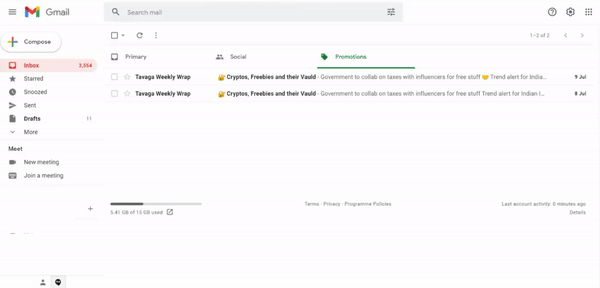 Gmail
Search mail
Compose
1–2 of 2
Primary
Social
Promotions
Inbox 3,554
Starred
Snoozed
Sent
Drafts 11
More
Tavaga Weekly Wrap 🔐 Cryptos, Freebies and their Vauld - Government to collab on taxes with influencers for free stuff 🤝 Trend alert for India… 9 Jul
Tavaga Weekly Wrap 🔐 Cryptos, Freebies and their Vauld - Government to collab on taxes with influencers for free stuff Trend alert for Indian I… 8 Jul
Meet
New meeting
Join a meeting
5.41 GB of 15 GB used
Terms · Privacy · Programme Policies
Last account activity: 0 minutes ago
Details